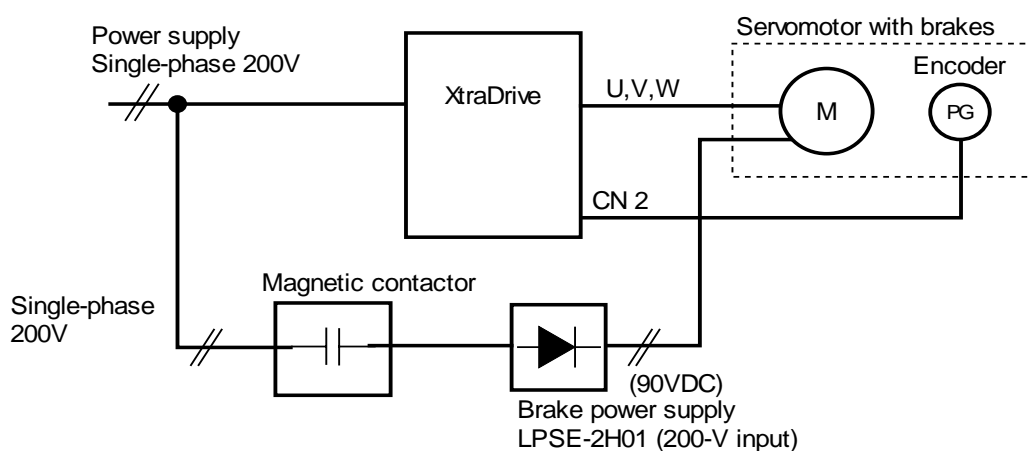 Power supply
Single-phase 200V
XtraDrive
Servomotor with brakes
Encoder
U,V,W
M
PG
CN 2
Magnetic contactor
Single-phase
200V
(90VDC)
Brake power supply
LPSE-2H01 (200-V input)